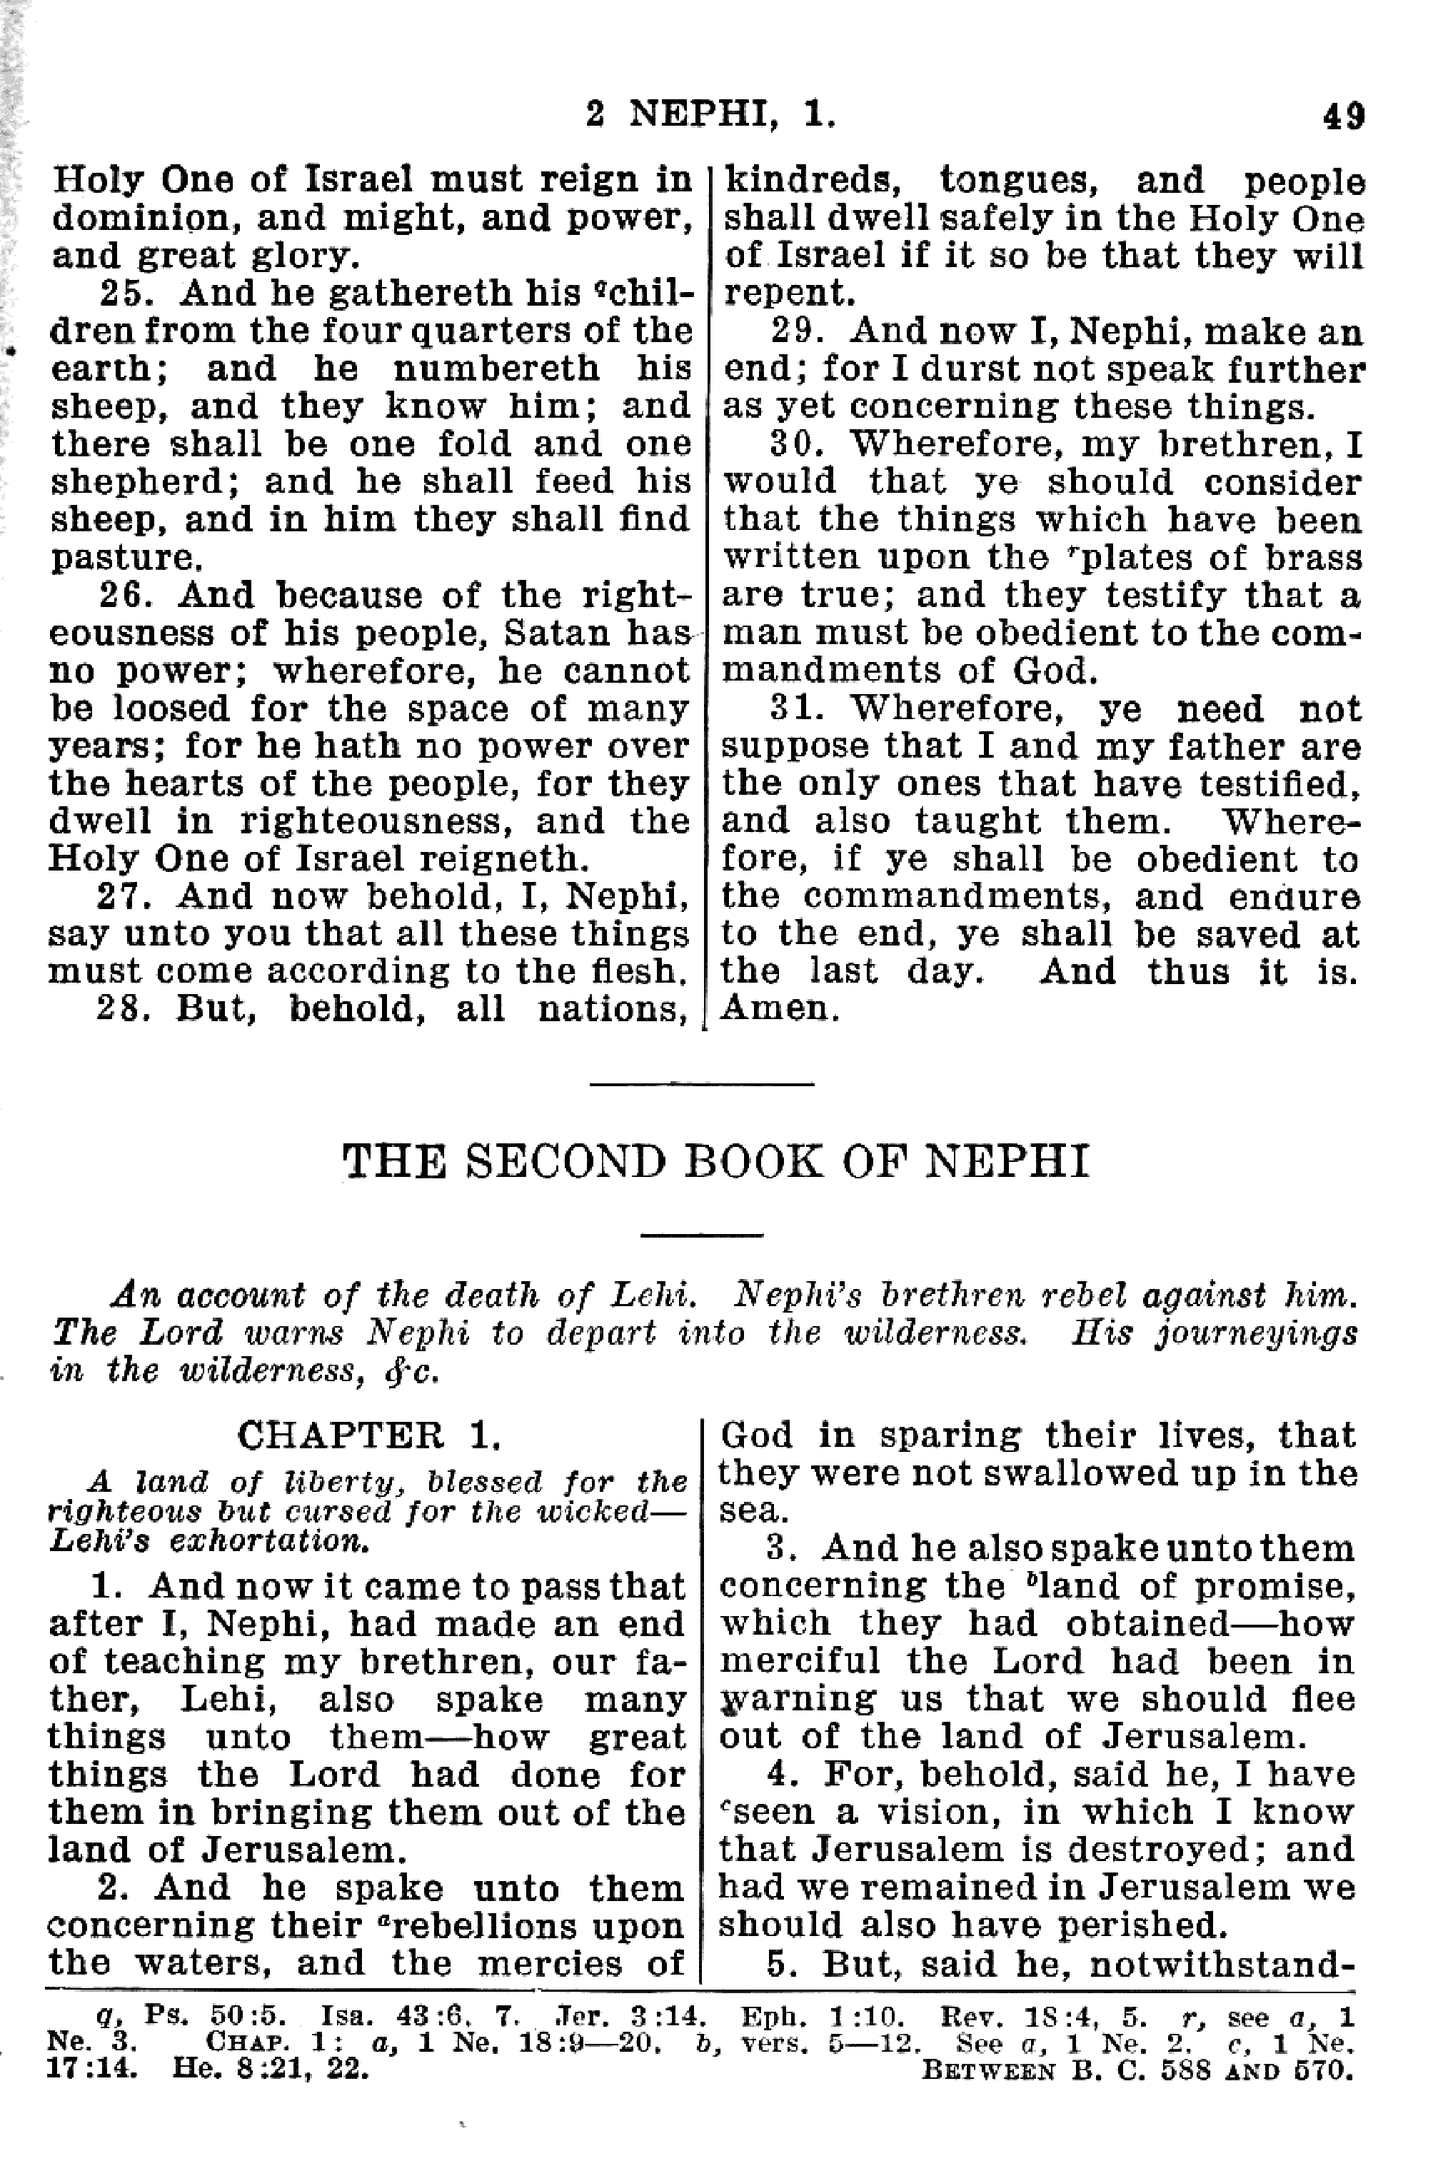 2 NEPHI, 1.
49
Holy One of Israel must reign in
dominion, and might, and power,
and great glory.
25. And he gathereth his qchil-
dren from the four quarters of the
earth; and he numbereth his
sheep, and they know him; and
there shall be one fold and one
shepherd; and he shall feed his
sheep, and in him they shall find
pasture.
26. And because of the right-
eousness of his people, Satan has
no power; wherefore, he cannot
be loosed for the space of many
years; for he hath no power over
the hearts of the people, for they
dwell in righteousness, and the
Holy One of Israel reigneth.
27. And now behold, I, Nephi,
say unto you that all these things
must come according to the flesh.
28. But, behold, all nations,
kindreds, tongues, and people
shall dwell safely in the Holy One
of Israel if it so be that they will
repent.
29. And now I, Nephi, make an
end; for I durst not speak further
as yet concerning these things.
30. Wherefore, my brethren, I
would that ye should consider
that the things which have been
written upon the rplates of brass
are true; and they testify that a
man must be obedient to the com-
mandments of God.
31. Wherefore, ye need not
suppose that I and my father are
the only ones that have testified,
and also taught them. Where-
fore, if ye shall be obedient to
the commandments, and endure
to the end, ye shall be saved at
the last day. And thus it is.
Amen.
THE SECOND BOOK OF NEPHI
An account of the death of Lehi. Nephi's brethren rebel against him.
The Lord warns Nephi to depart into the wilderness. His journeyings
in the wilderness, &c.
CHAPTER 1.
A land of liberty, blessed for the
righteous but cursed for the wicked—
Lehi's exhortation.
1. And now it came to pass that
after I, Nephi, had made an end
of teaching my brethren, our fa-
ther, Lehi, also spake many
things unto them—how great
things the Lord had done for
them in bringing them out of the
land of Jerusalem.
2. And he spake unto them
concerning their arebellions upon
the waters, and the mercies of
God in sparing their lives, that
they were not swallowed up in the
sea.
3. And he also spake unto them
concerning the bland of promise,
which they had obtained—how
merciful the Lord had been in
warning us that we should flee
out of the land of Jerusalem.
4. For, behold, said he, I have
cseen a vision, in which I know
that Jerusalem is destroyed; and
had we remained in Jerusalem we
should also have perished.
5. But, said he, notwithstand-
q, Ps. 50:5. Isa. 43:6, 7. Jer. 3:14. Eph. 1:10. Rev. 18:4, 5. r, see a, 1
Ne. 3. CHAP. 1: a, 1 Ne. 18:9—20. b, vers. 5—12. See a, 1 Ne. 2. c, 1 Ne.
17:14. He. 8:21, 22. BETWEEN B. C. 588 AND 570.